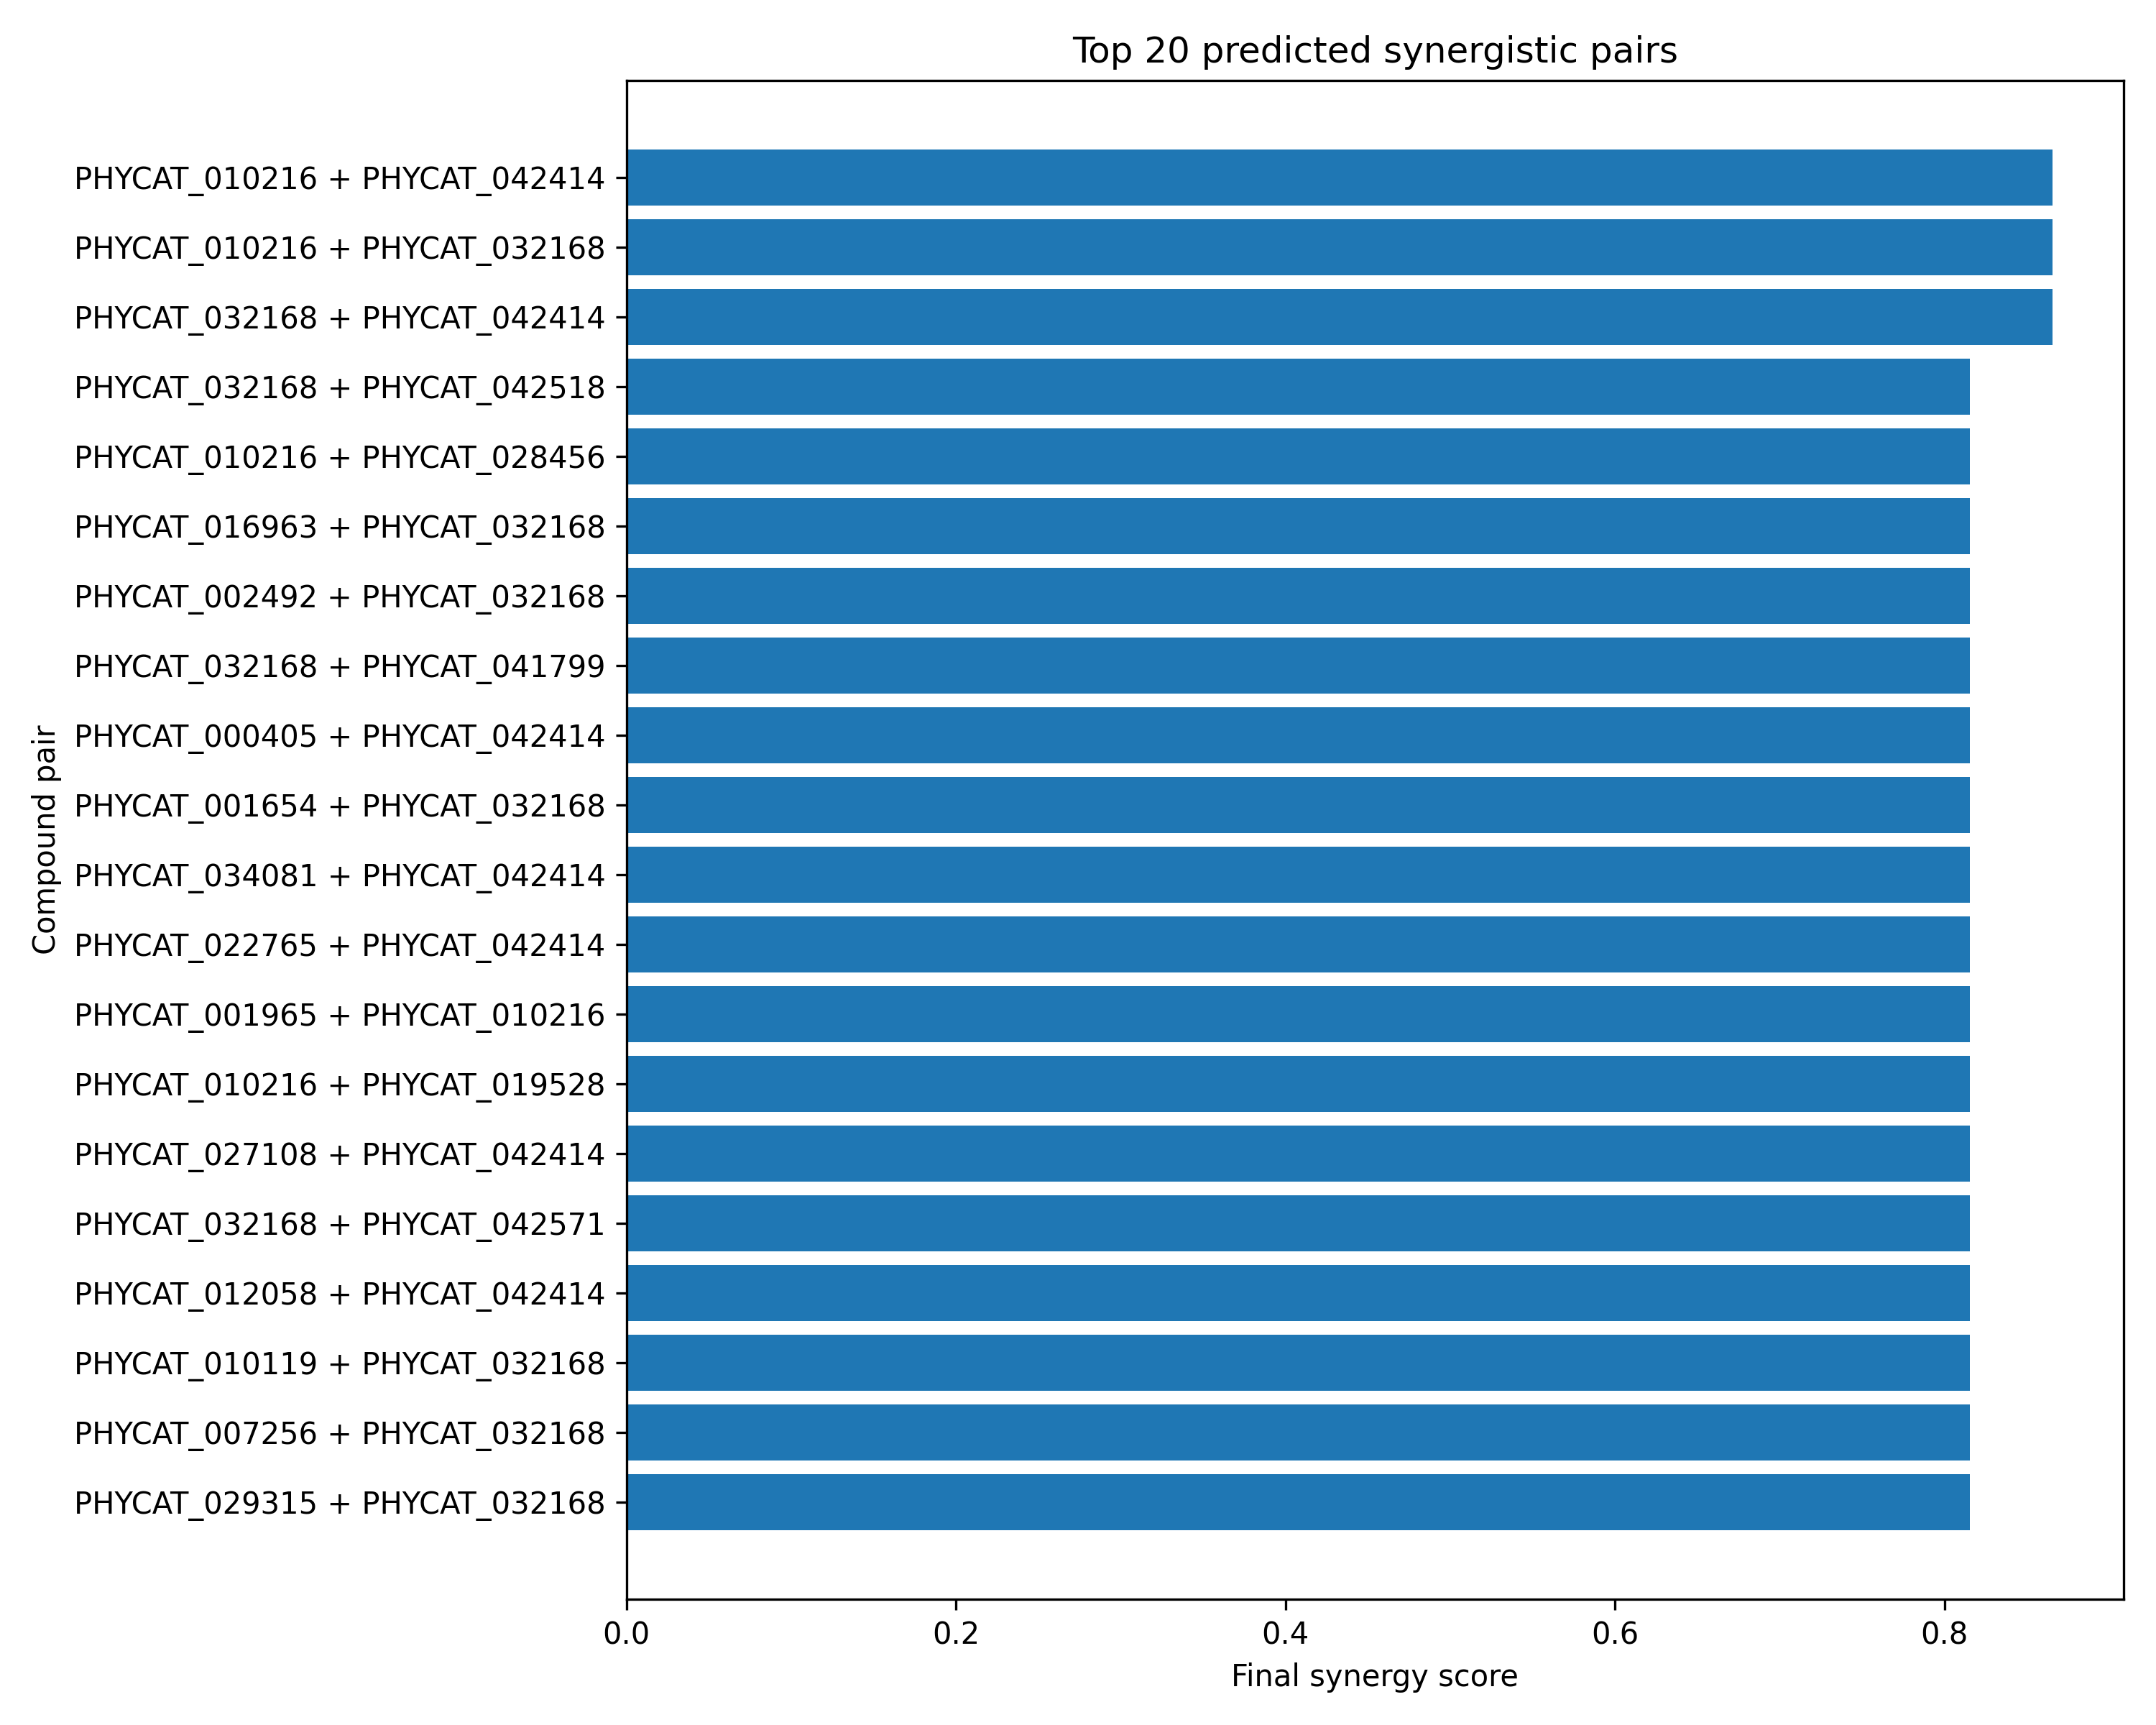 Top 20 predicted synergistic pairs
PHYCAT_010216 + PHYCAT_042414
PHYCAT_010216 + PHYCAT_032168
PHYCAT_032168 + PHYCAT_042414
PHYCAT_032168 + PHYCAT_042518
PHYCAT_010216 + PHYCAT_028456
PHYCAT_016963 + PHYCAT_032168
PHYCAT_002492 + PHYCAT_032168
PHYCAT_032168 + PHYCAT_041799
PHYCAT_000405 + PHYCAT_042414
PHYCAT_001654 + PHYCAT_032168
PHYCAT_034081 + PHYCAT_042414
PHYCAT_022765 + PHYCAT_042414
PHYCAT_001965 + PHYCAT_010216
PHYCAT_010216 + PHYCAT_019528
PHYCAT_027108 + PHYCAT_042414
PHYCAT_032168 + PHYCAT_042571
PHYCAT_012058 + PHYCAT_042414
PHYCAT_010119 + PHYCAT_032168
PHYCAT_007256 + PHYCAT_032168
PHYCAT_029315 + PHYCAT_032168
Compound pair
0.0 0.2 0.4 0.6 0.8
Final synergy score